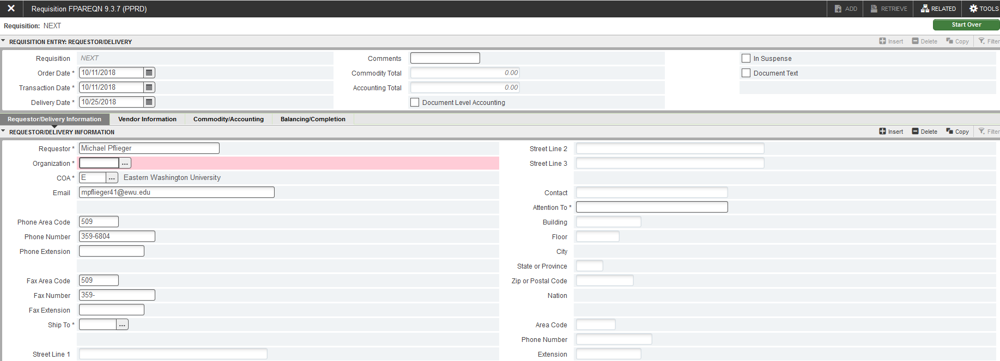 Requisition FPAREQN 9.3.7 (PPRD)
ADD
RETRIEVE
RELATED
TOOLS
Requisition: NEXT
Start Over
REQUISITION ENTRY: REQUESTOR/DELIVERY
Insert Delete Copy Filter
Requisition NEXT
Comments
In Suspense
Order Date * 10/11/2018
Commodity Total 0.00
Document Text
Transaction Date * 10/11/2018
Accounting Total 0.00
Delivery Date * 10/25/2018
Document Level Accounting
Requestor/Delivery Information Vendor Information Commodity/Accounting Balancing/Completion
REQUESTOR/DELIVERY INFORMATION
Insert Delete Copy Filter
Requestor * Michael Pflieger
Street Line 2
Organization * ...
Street Line 3
COA * E ... Eastern Washington University
Email mpflieger41@ewu.edu
Contact
Attention To *
Phone Area Code 509
Building
Phone Number 359-6804
Floor
Phone Extension
City
State or Province
Fax Area Code 509
Zip or Postal Code
Fax Number 359-
Nation
Fax Extension
Ship To * ...
Area Code
Phone Number
Street Line 1
Extension